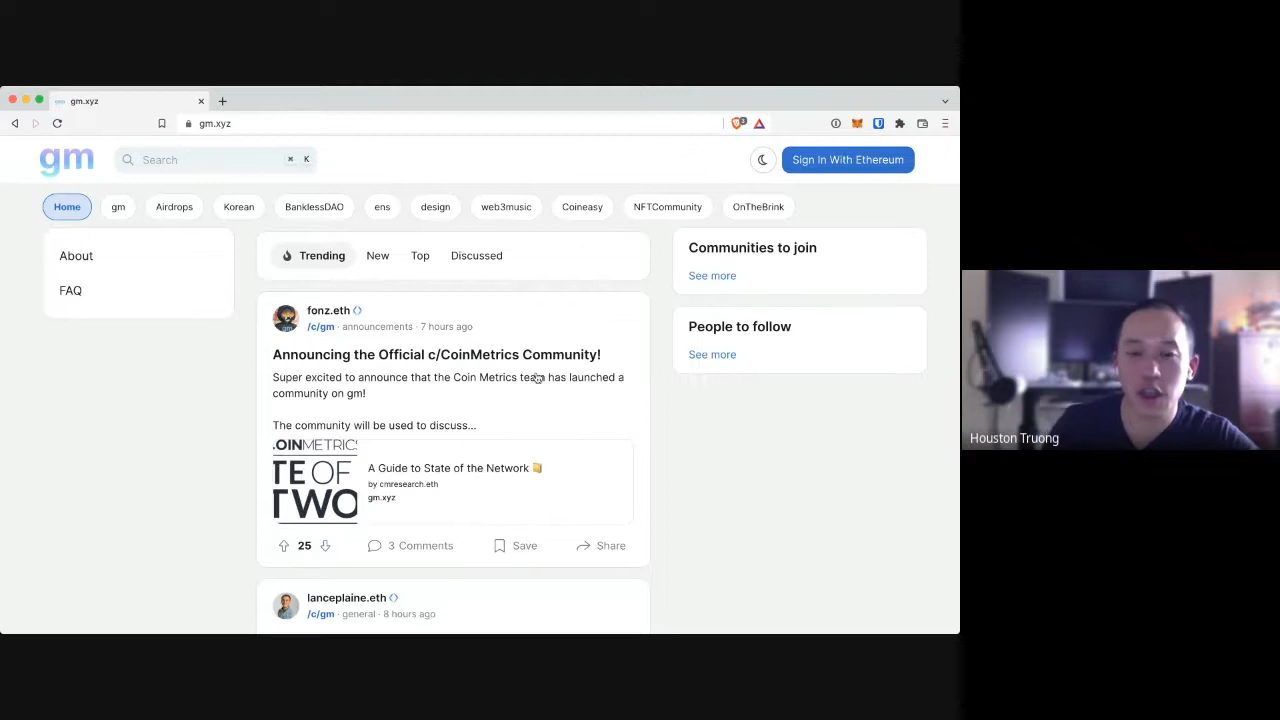 gm.xyz
gm.xyz
3
gm
Search
⌘ K
Sign In With Ethereum
Home
gm
Airdrops
Korean
BanklessDAO
ens
design
web3music
Coineasy
NFTCommunity
OnTheBrink
About
FAQ
Trending
New
Top
Discussed
Communities to join
See more
People to follow
See more
fonz.eth
/c/gm · announcements · 7 hours ago
Announcing the Official c/CoinMetrics Community!
Super excited to announce that the Coin Metrics team has launched a
community on gm!
The community will be used to discuss...
OINMETRICS
TE OF
TWO
A Guide to State of the Network
by cmresearch.eth
gm.xyz
25
3 Comments
Save
Share
lanceplaine.eth
/c/gm · general · 8 hours ago
Houston Truong